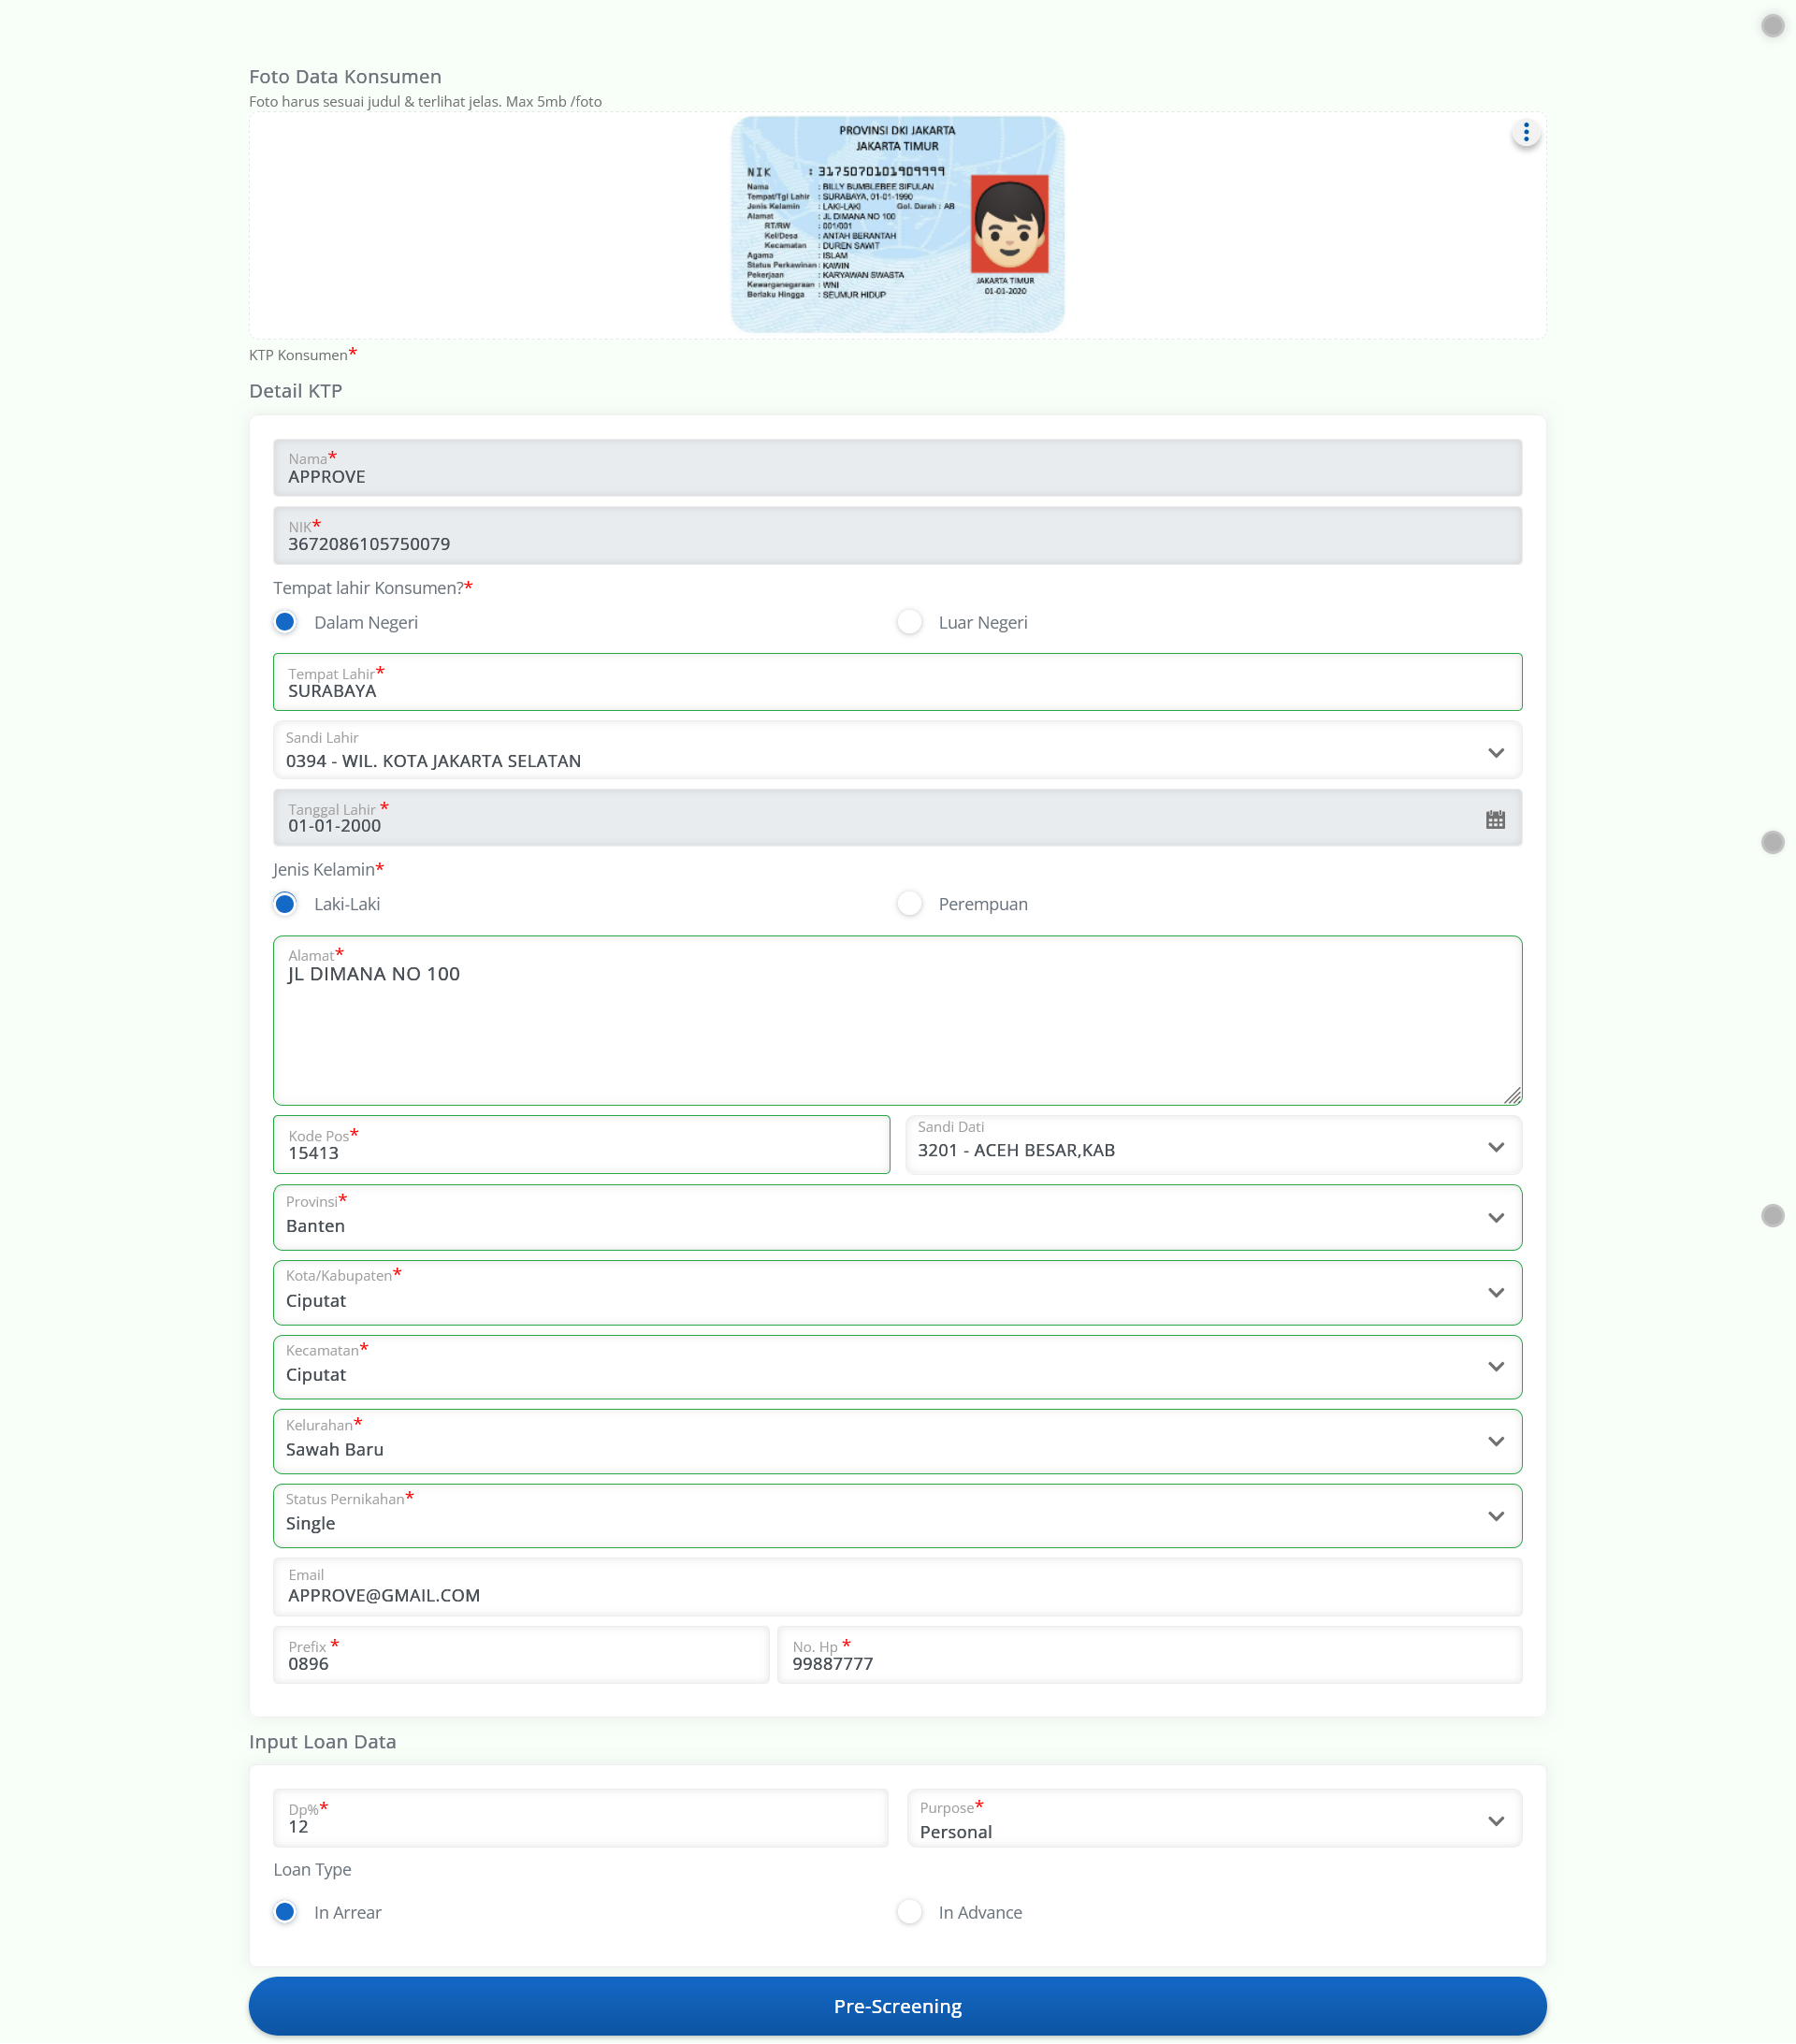 Foto Data Konsumen
Foto harus sesuai judul & terlihat jelas. Max 5mb /foto
PROVINSI DKI JAKARTA
JAKARTA TIMUR
NIK : 3175070101909999
Nama : BILLY BUMBLEBEE SIFULAN
Tempat/Tgl Lahir : SURABAYA, 01-01-1990
Jenis Kelamin : LAKI-LAKI Gol. Darah : AB
Alamat : JL DIMANA NO 100
RT/RW : 001/001
Kel/Desa : ANTAH BERANTAH
Kecamatan : DUREN SAWIT
Agama : ISLAM
Status Perkawinan : KAWIN
Pekerjaan : KARYAWAN SWASTA
Kewarganegaraan : WNI
Berlaku Hingga : SEUMUR HIDUP
JAKARTA TIMUR
01-01-2020
KTP Konsumen*
Detail KTP
Nama*
APPROVE
NIK*
3672086105750079
Tempat lahir Konsumen?*
Dalam Negeri Luar Negeri
Tempat Lahir*
SURABAYA
Sandi Lahir
0394 - WIL. KOTA JAKARTA SELATAN
Tanggal Lahir *
01-01-2000
Jenis Kelamin*
Laki-Laki Perempuan
Alamat*
JL DIMANA NO 100
Kode Pos*
15413
Sandi Dati
3201 - ACEH BESAR,KAB
Provinsi*
Banten
Kota/Kabupaten*
Ciputat
Kecamatan*
Ciputat
Kelurahan*
Sawah Baru
Status Pernikahan*
Single
Email
APPROVE@GMAIL.COM
Prefix *
0896
No. Hp *
99887777
Input Loan Data
Dp%*
12
Purpose*
Personal
Loan Type
In Arrear In Advance
Pre-Screening